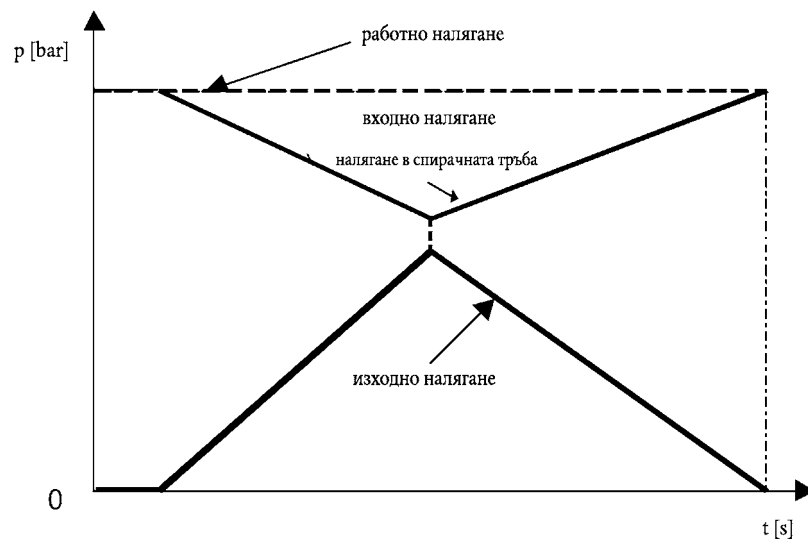 работно налягане
p [bar]
входно налягане
налягане в спирачната тръба
изходно налягане
0
t [s]